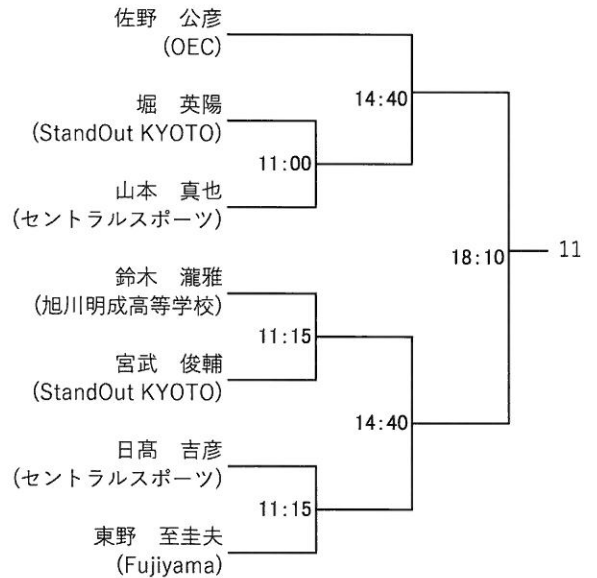 佐野　公彦
(OEC)
14:40
堀　英陽
(StandOut KYOTO)
11:00
山本　真也
(セントラルスポーツ)
18:10
11
鈴木　瀧雅
(旭川明成高等学校)
11:15
宮武　俊輔
(StandOut KYOTO)
14:40
日髙　吉彦
(セントラルスポーツ)
11:15
東野　至圭夫
(Fujiyama)